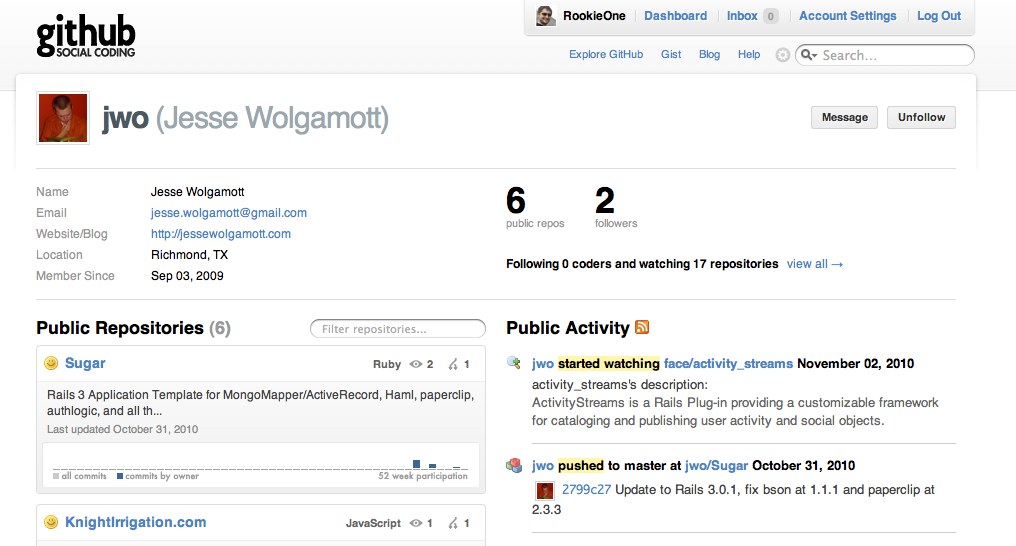 github
SOCIAL CODING
RookieOne Dashboard Inbox 0 Account Settings Log Out
Explore GitHub Gist Blog Help Search...
jwo (Jesse Wolgamott)
Message Unfollow
Name Jesse Wolgamott
Email jesse.wolgamott@gmail.com
Website/Blog http://jessewolgamott.com
Location Richmond, TX
Member Since Sep 03, 2009
6 2
public repos followers
Following 0 coders and watching 17 repositories view all →
Public Repositories (6) Filter repositories...
Sugar Ruby 2 1
Rails 3 Application Template for MongoMapper/ActiveRecord, Haml, paperclip,
authlogic, and all th...
Last updated October 31, 2010
all commits commits by owner 52 week participation
KnightIrrigation.com JavaScript 1 1
Public Activity
jwo started watching face/activity_streams November 02, 2010
activity_streams's description:
ActivityStreams is a Rails Plug-in providing a customizable framework
for cataloging and publishing user activity and social objects.
jwo pushed to master at jwo/Sugar October 31, 2010
2799c27 Update to Rails 3.0.1, fix bson at 1.1.1 and paperclip at
2.3.3